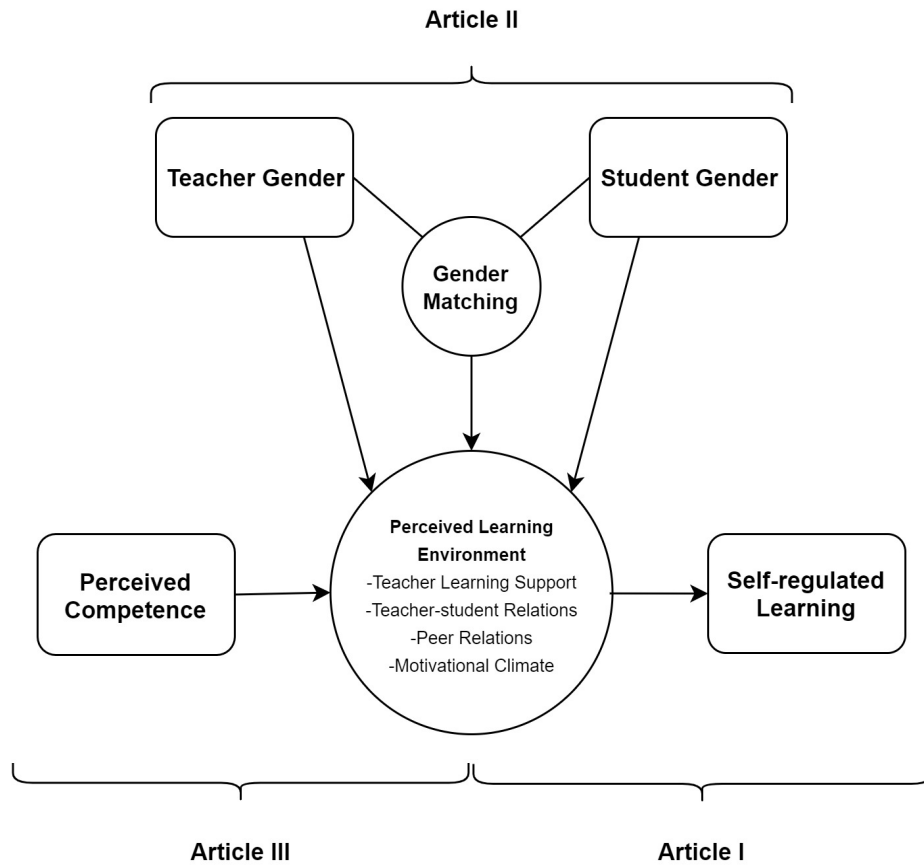 Article II
Teacher Gender
Student Gender
Gender
Matching
Perceived Learning
Environment
-Teacher Learning Support
-Teacher-student Relations
-Peer Relations
-Motivational Climate
Perceived
Competence
Self-regulated
Learning
Article III
Article I